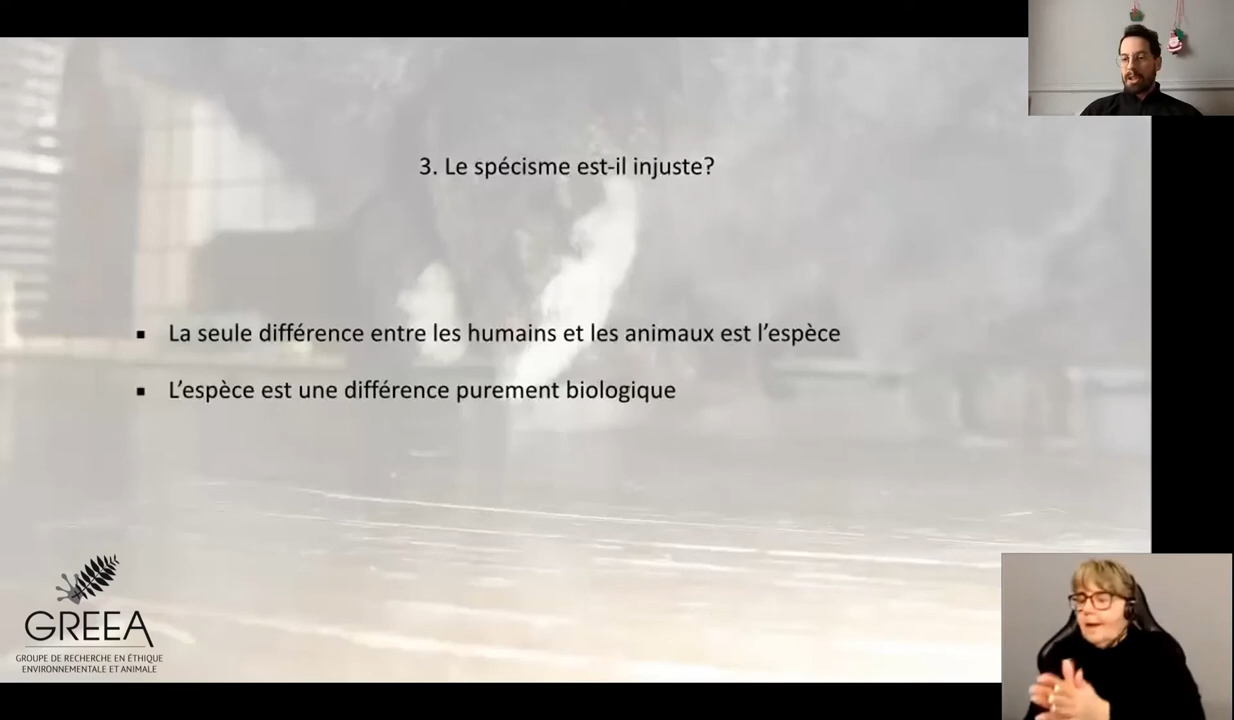 3. Le spécisme est-il injuste?
▪ La seule différence entre les humains et les animaux est l’espèce
▪ L’espèce est une différence purement biologique
GREEA
GROUPE DE RECHERCHE EN ÉTHIQUE
ENVIRONNEMENTALE ET ANIMALE